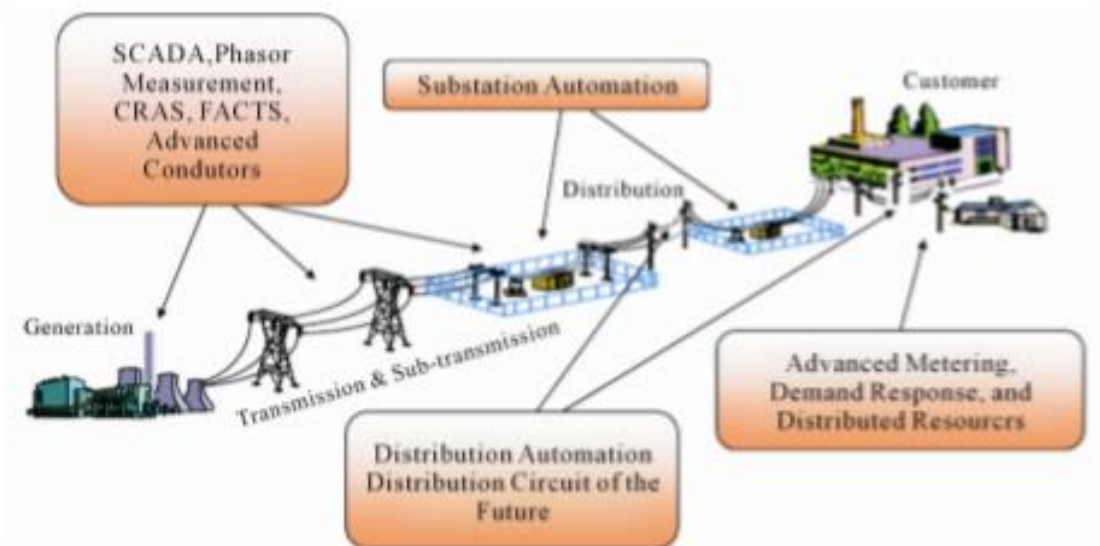 SCADA,Phasor
Measurement,
CRAS, FACTS,
Advanced
Condutors
Substation Automation
Customer
Distribution
Generation
Transmission & Sub-transmission
Advanced Metering,
Demand Response, and
Distributed Resourcrs
Distribution Automation
Distribution Circuit of the
Future